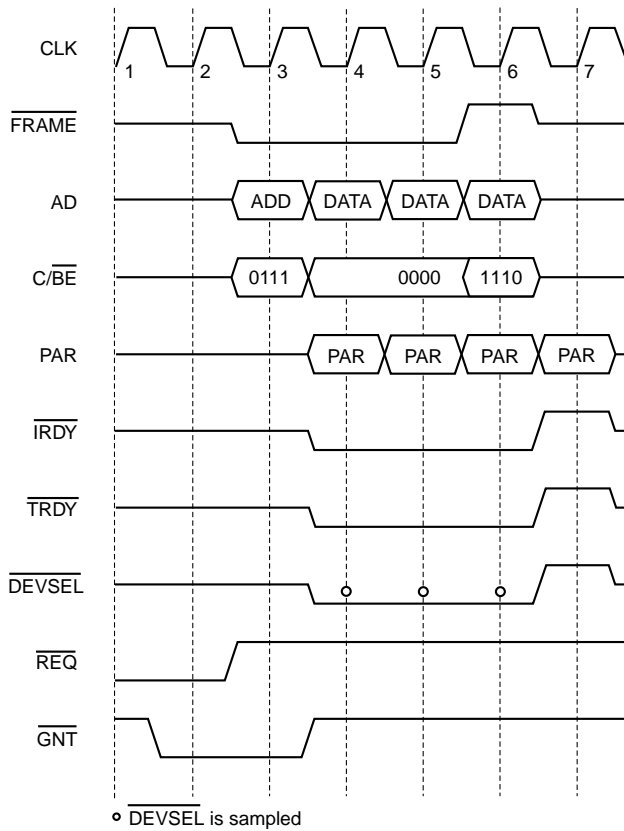 CLK
1 2 3 4 5 6 7
FRAME
AD ADD DATA DATA DATA
C/BE 0111 0000 1110
PAR PAR PAR PAR PAR
IRDY
TRDY
DEVSEL
REQ
GNT
DEVSEL is sampled